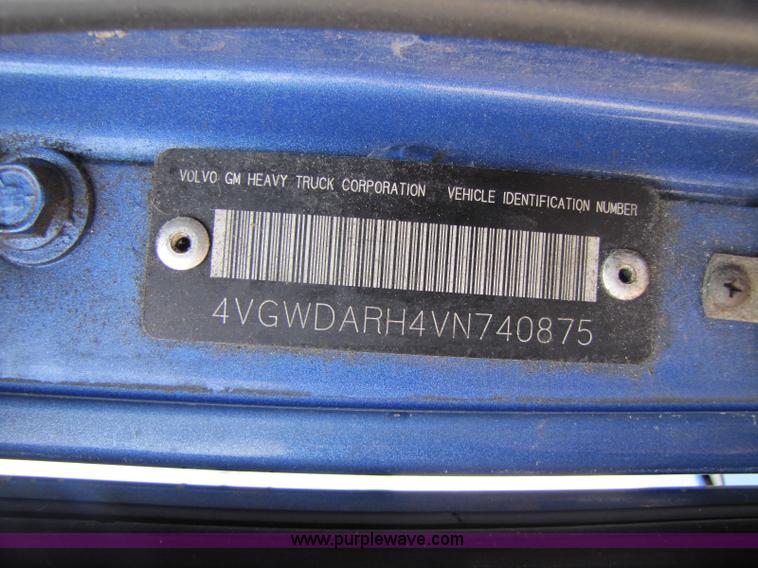 VOLVO GM HEAVY TRUCK CORPORATION VEHICLE IDENTIFICATION NUMBER
4VGWDARH4VN740875
www.purplewave.com